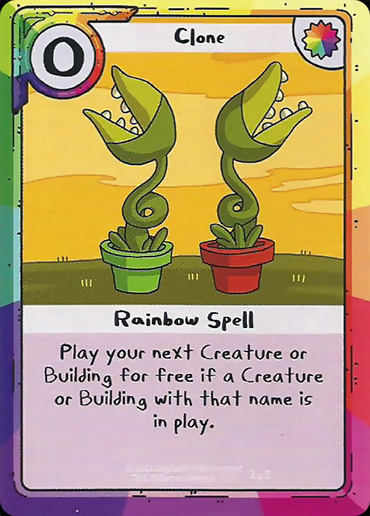 0
Clone
Rainbow Spell
Play your next Creature or
Building for free if a Creature
or Building with that name is
in play.